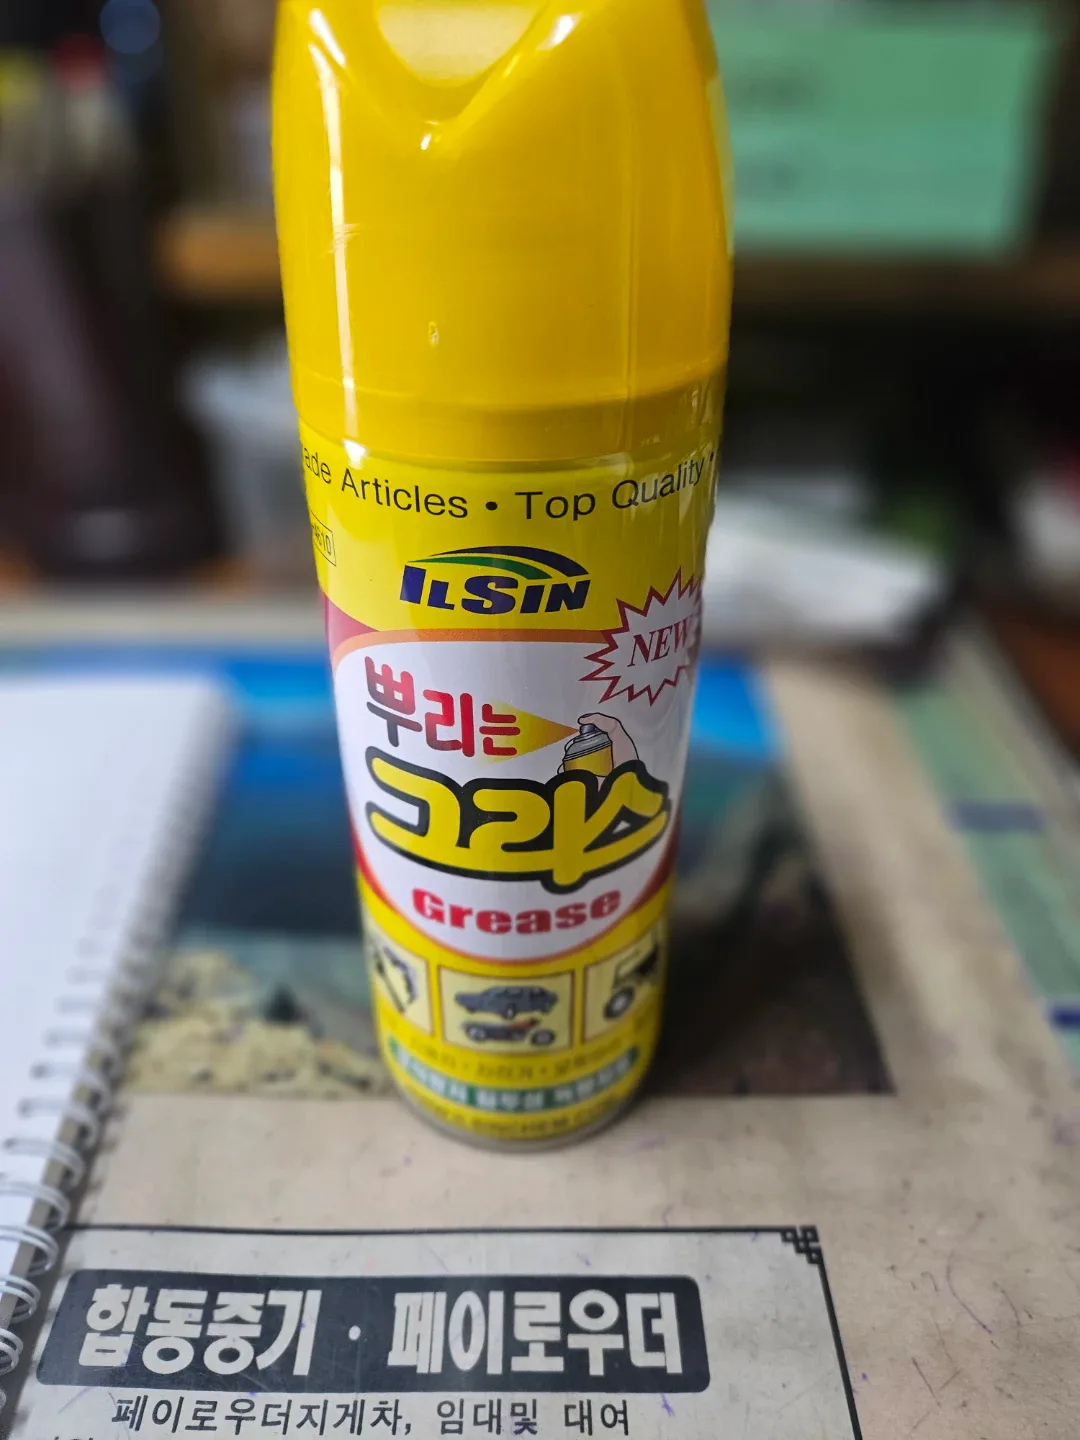 Articles • Top Quality
ILSIN
NEW
뿌리는
그리스
Grease
합동중기 · 페이로우더
페이로우더지게차, 임대및 대여